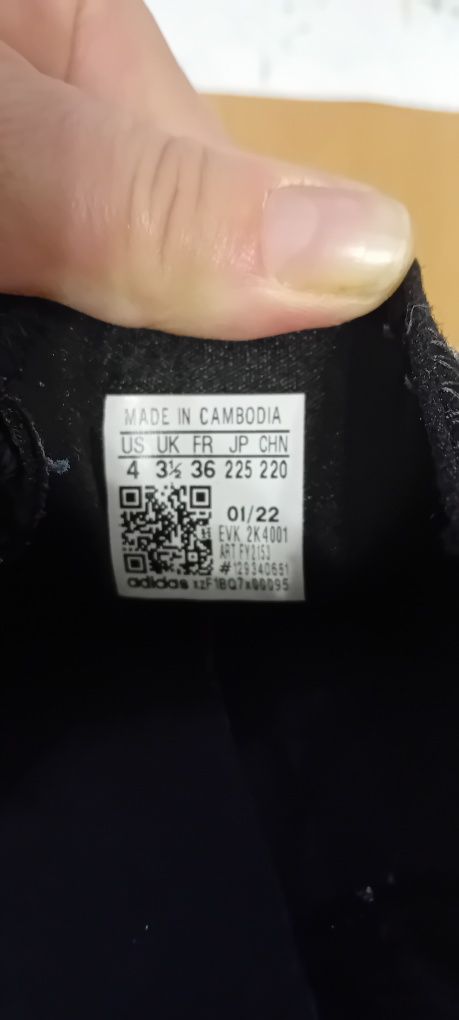 MADE IN CAMBODIA
US UK FR JP CHN
4 3½ 36 225 220
01/22
EVK 2K4001
ART FY2153
#129340661
adidas 1ZF1BQ7x00095